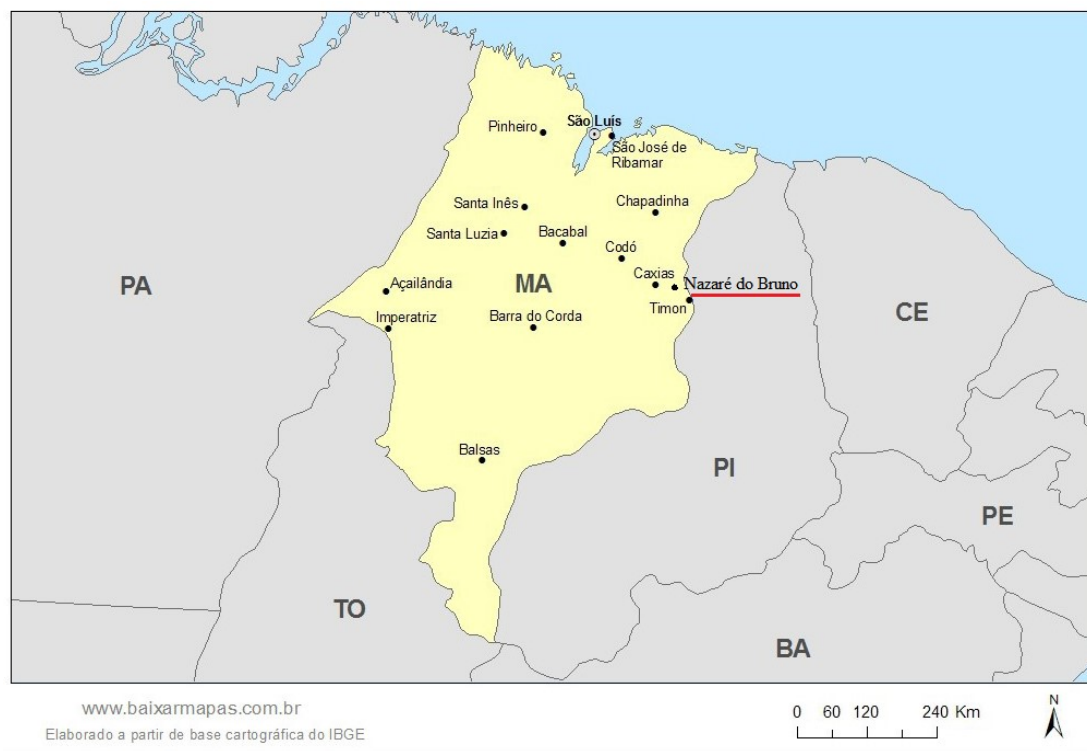 Pinheiro
São Luís
São José de
Ribamar
Santa Inês
Chapadinha
Santa Luzia
Bacabal
Codó
PA
Açailândia
MA
Caxias
Nazaré do Bruno
Timon
CE
Imperatriz
Barra do Corda
Balsas
PI
PE
TO
BA
www.baixarmapas.com.br
Elaborado a partir de base cartográfica do IBGE
0 60 120 240 Km
N